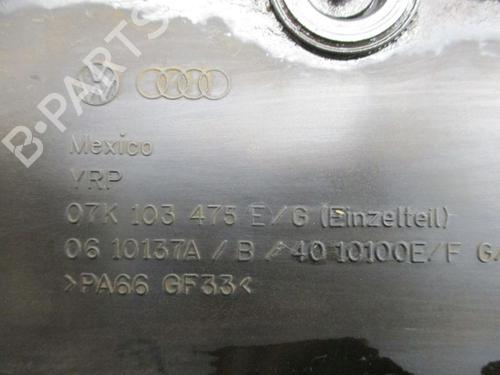 B-PARTS
Mexico
YRP
07K 103 475 E/G (Einzelteil)
06 10137A / B / 40 10100E/F G/
>PA66 GF33<